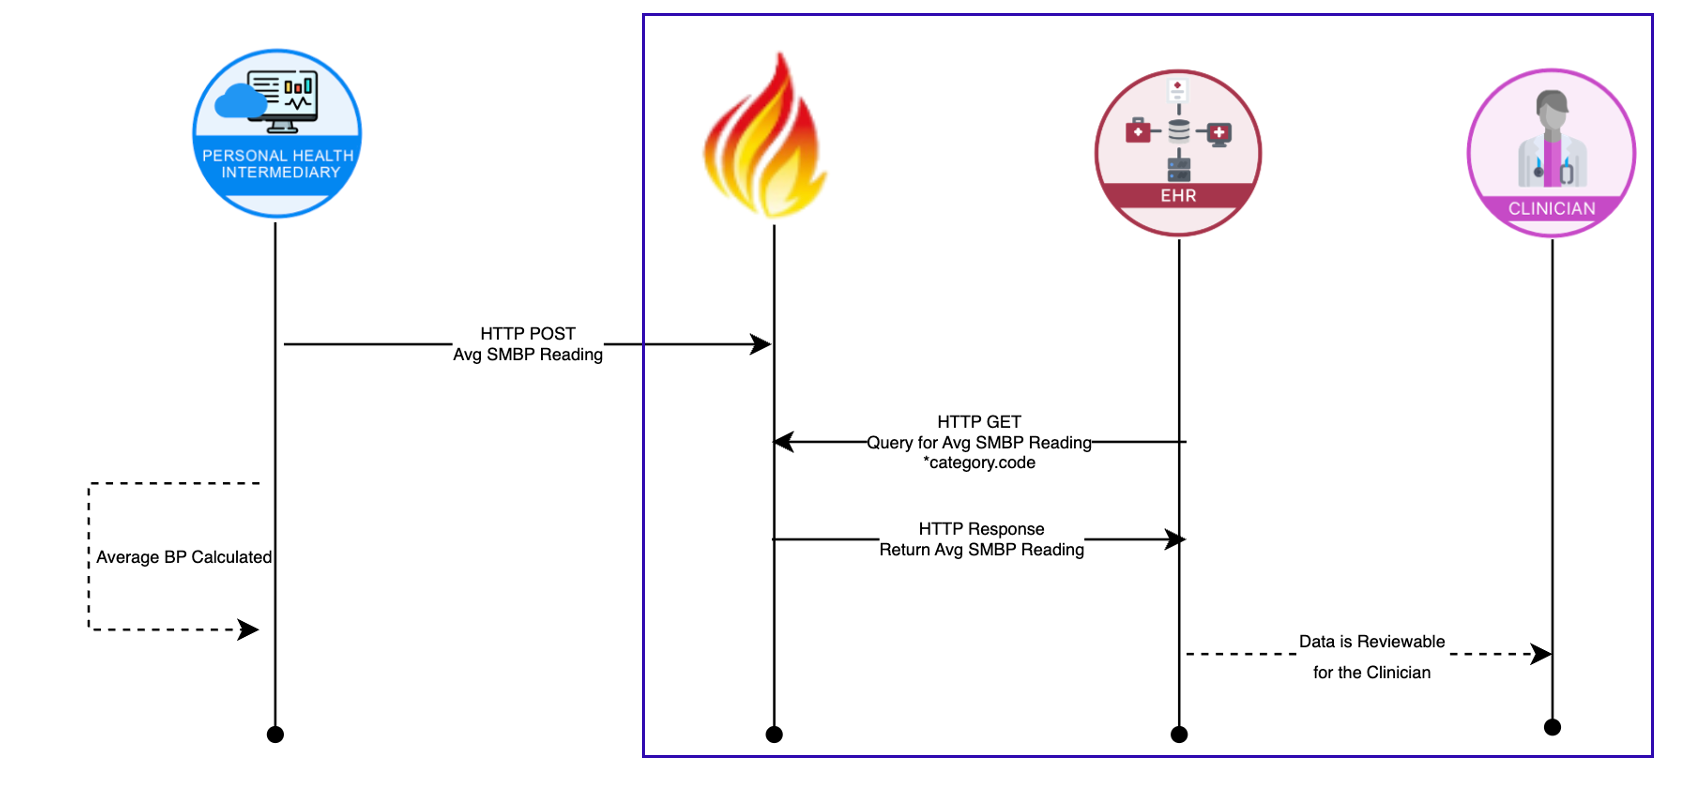 PERSONAL HEALTH
INTERMEDIARY
EHR
CLINICIAN
HTTP POST
Avg SMBP Reading
HTTP GET
Query for Avg SMBP Reading
*category.code
HTTP Response
Return Avg SMBP Reading
Average BP Calculated
Data is Reviewable
for the Clinician